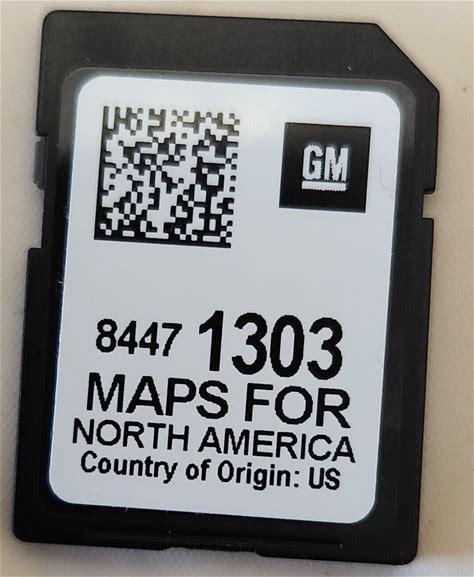 GM
8447 1303
MAPS FOR
NORTH AMERICA
Country of Origin: US